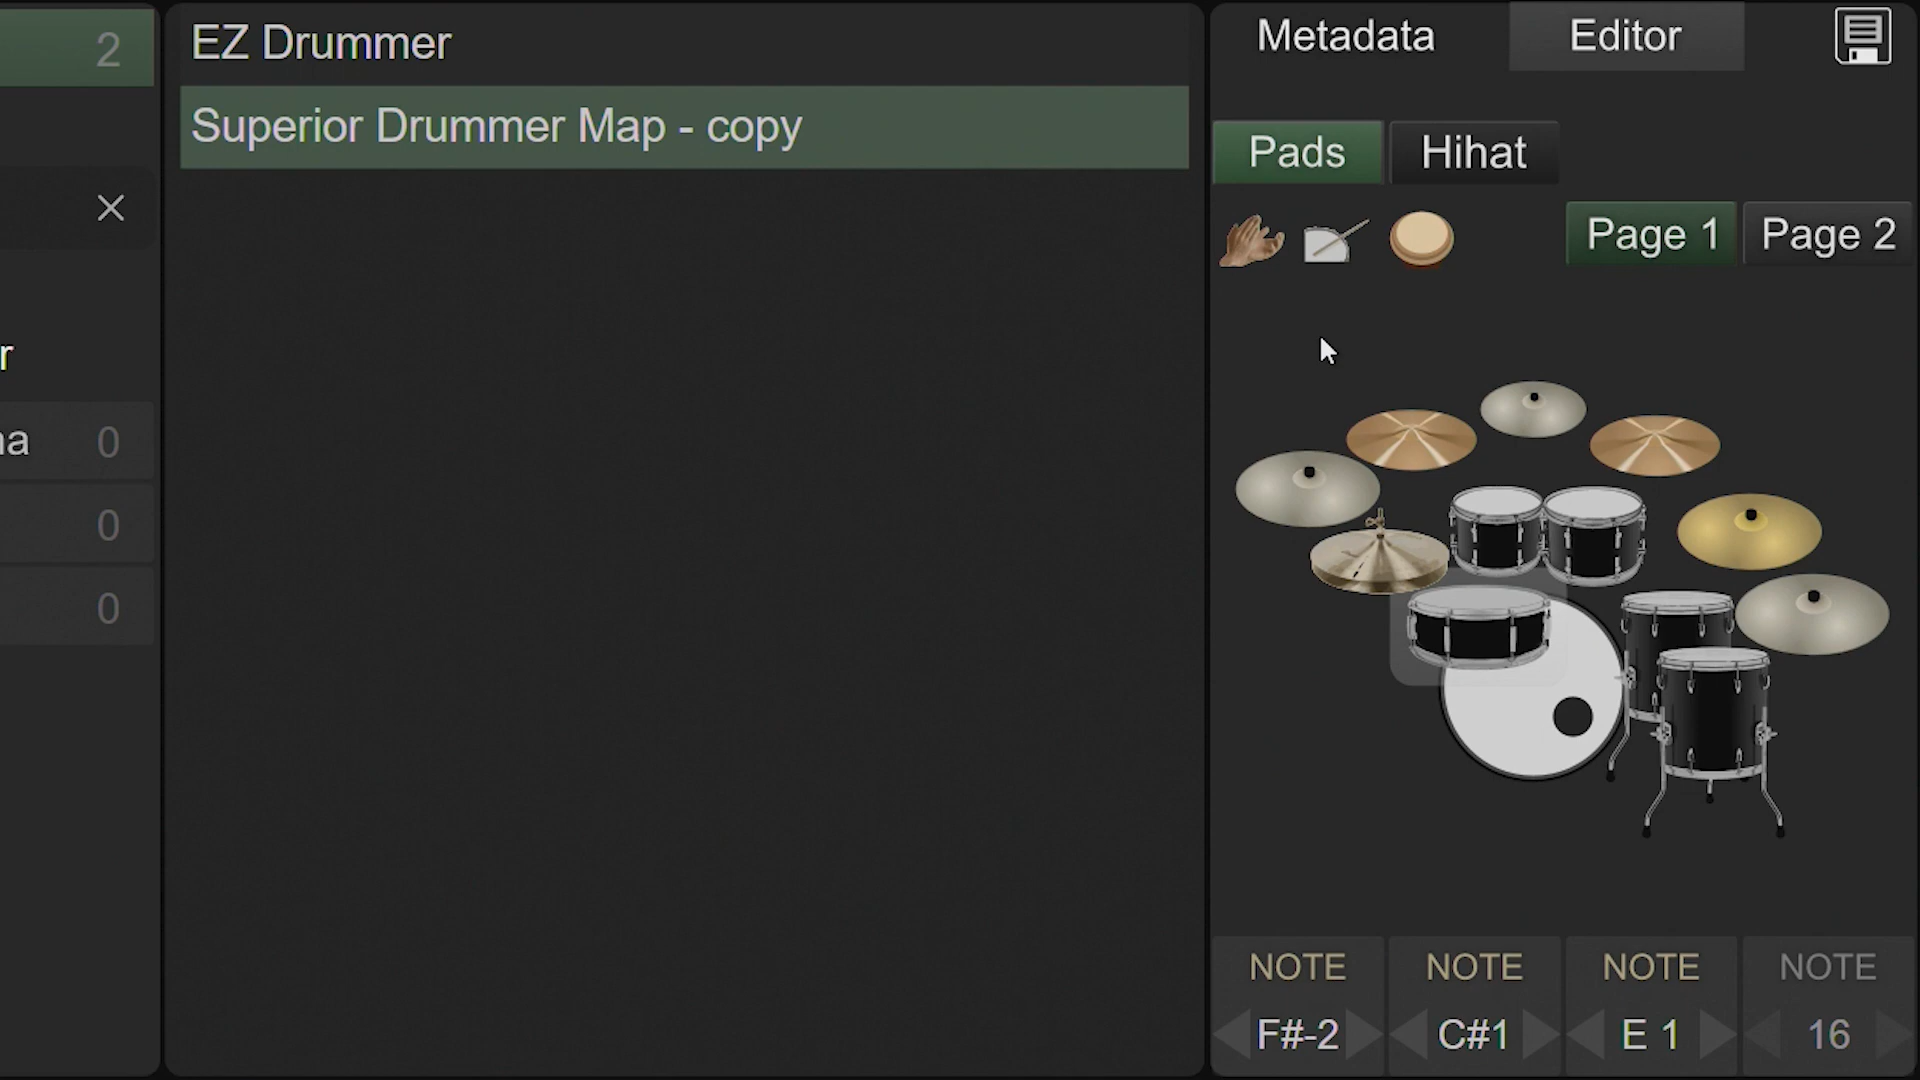 2
r
na 0
0
0
EZ Drummer
Superior Drummer Map - copy
Metadata Editor
Pads Hihat
Page 1 Page 2
NOTE NOTE NOTE NOTE
F#-2 C#1 E 1 16